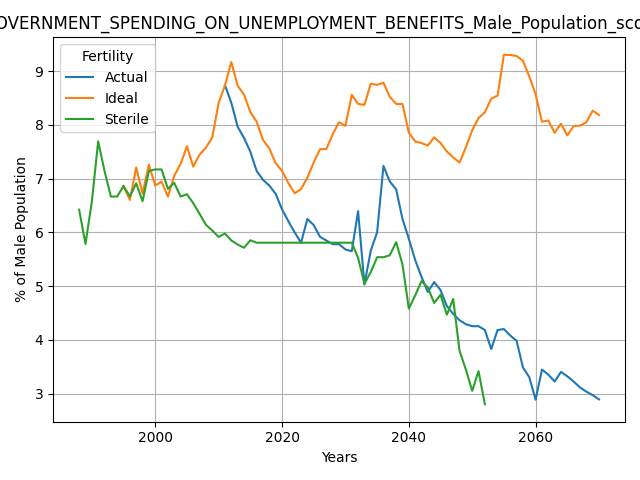 OVERNMENT_SPENDING_ON_UNEMPLOYMENT_BENEFITS_Male_Population_sco
Fertility
Actual
Ideal
Sterile
% of Male Population
9
8
7
6
5
4
3
2000 2020 2040 2060
Years